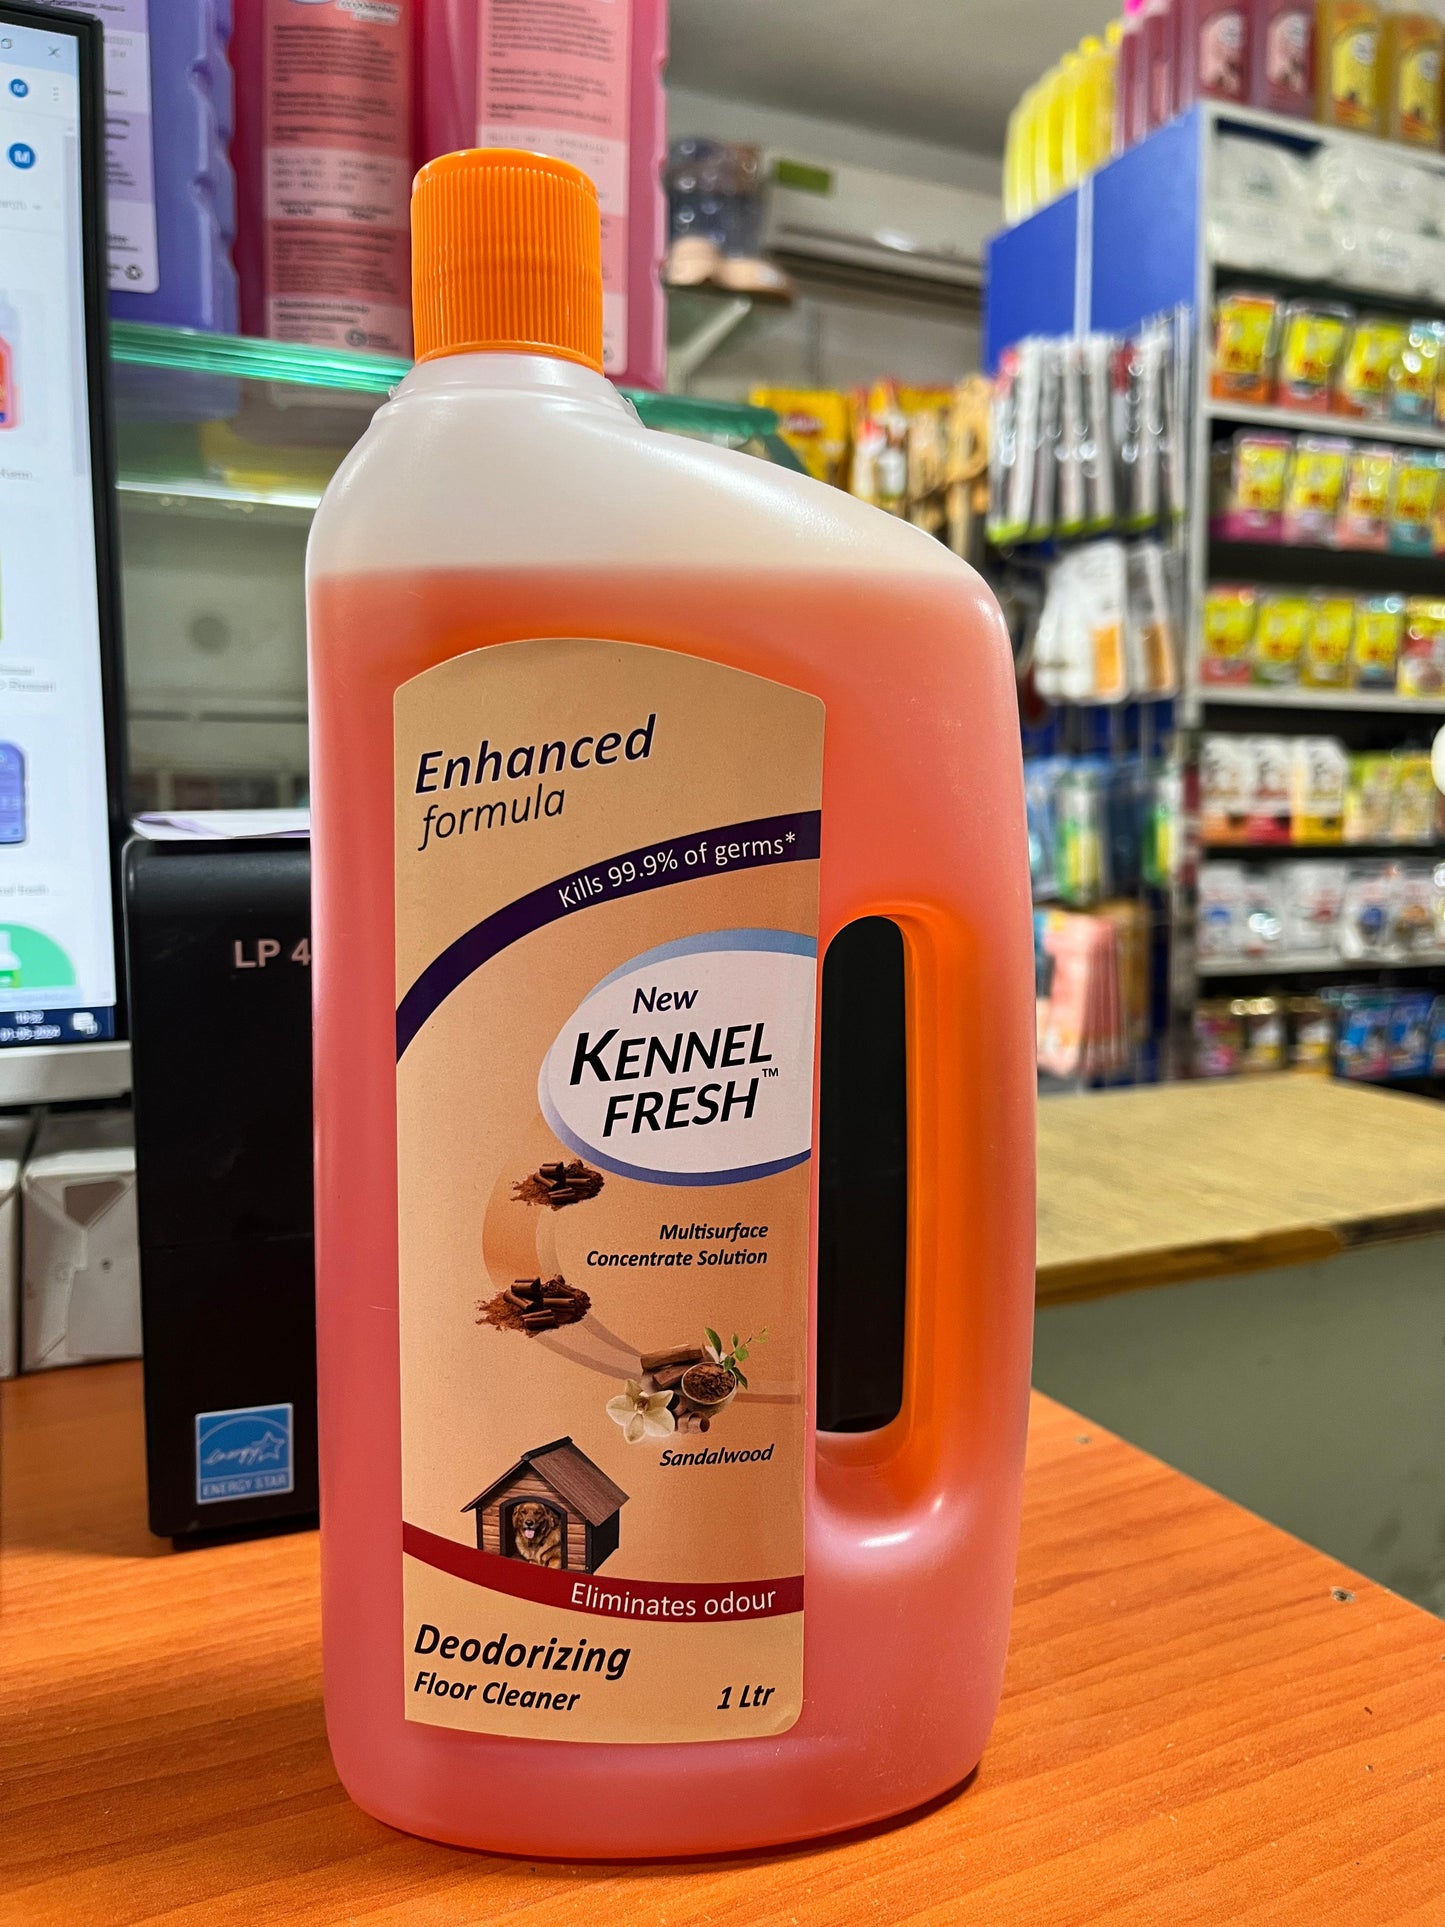 Enhanced
formula
Kills 99.9% of germs*
New
KENNEL
FRESH™
Multisurface
Concentrate Solution
Sandalwood
Eliminates odour
Deodorizing
Floor Cleaner
1 Ltr
LP 4
ENERGY STAR
M
M